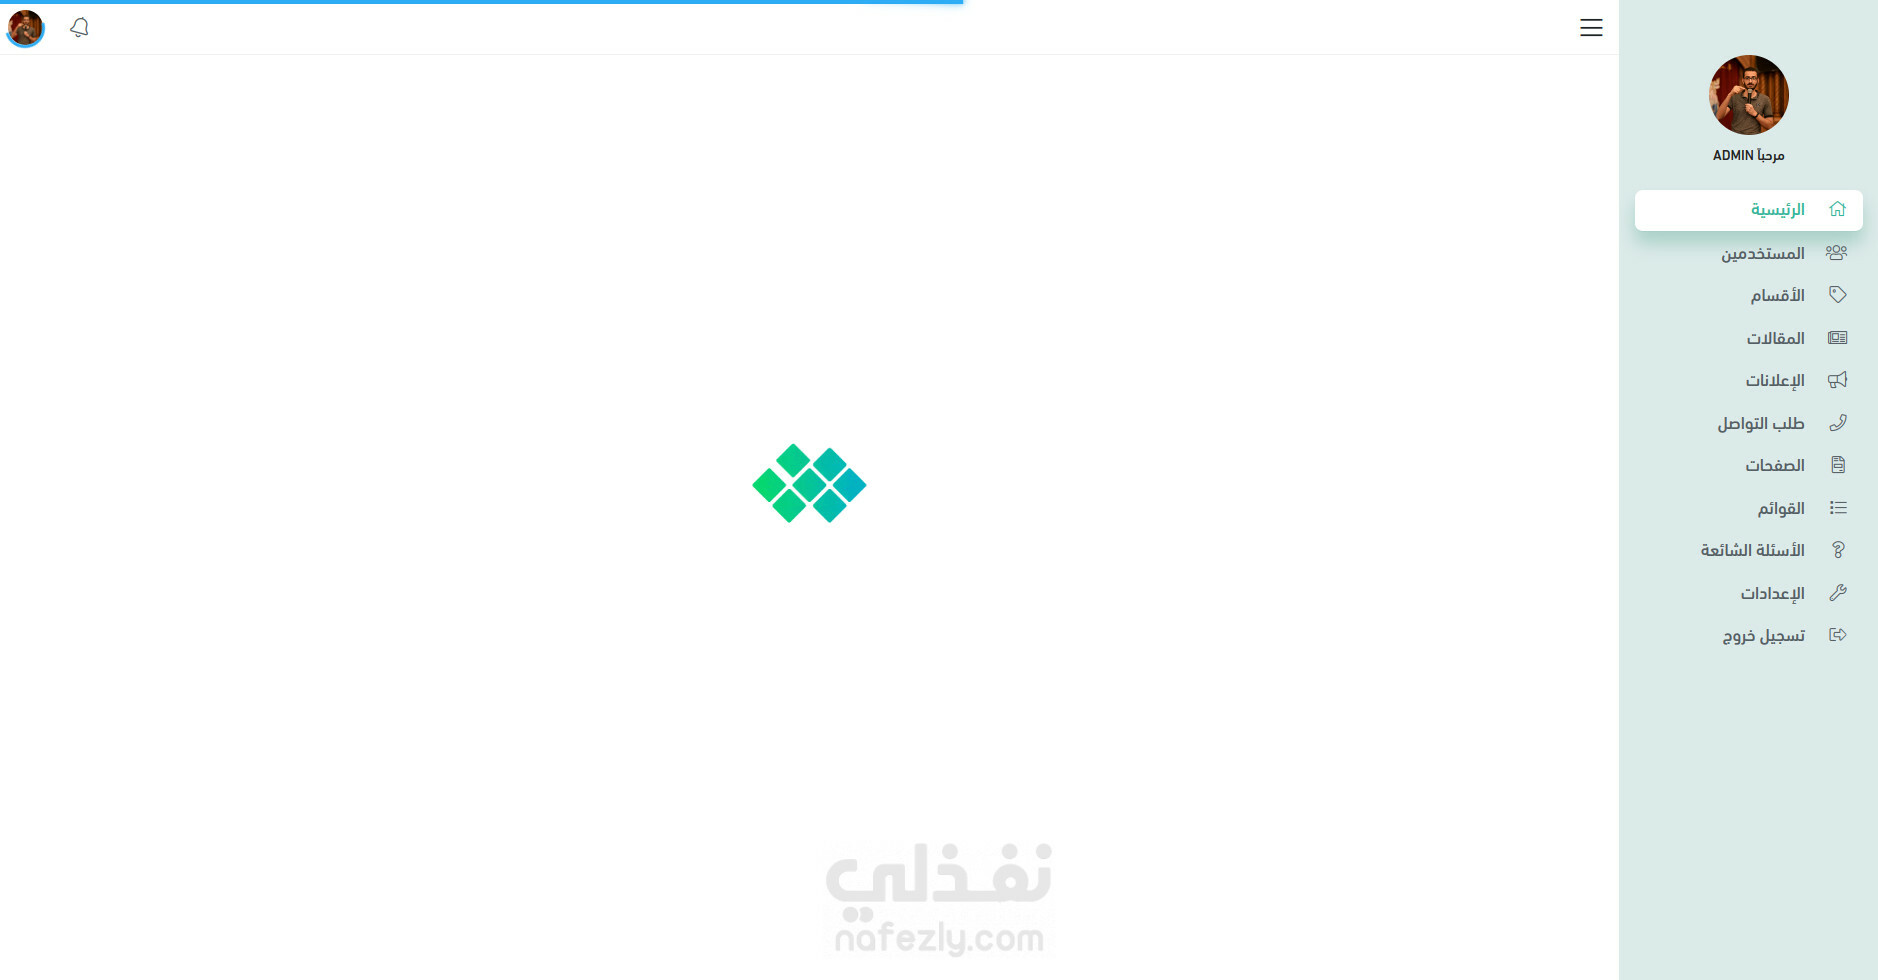 مرحباً ADMIN
الرئيسية
المستخدمين
الأقسام
المقالات
الإعلانات
طلب التواصل
الصفحات
القوائم
الأسئلة الشائعة
الإعدادات
تسجيل خروج
نفذلي
nafezly.com